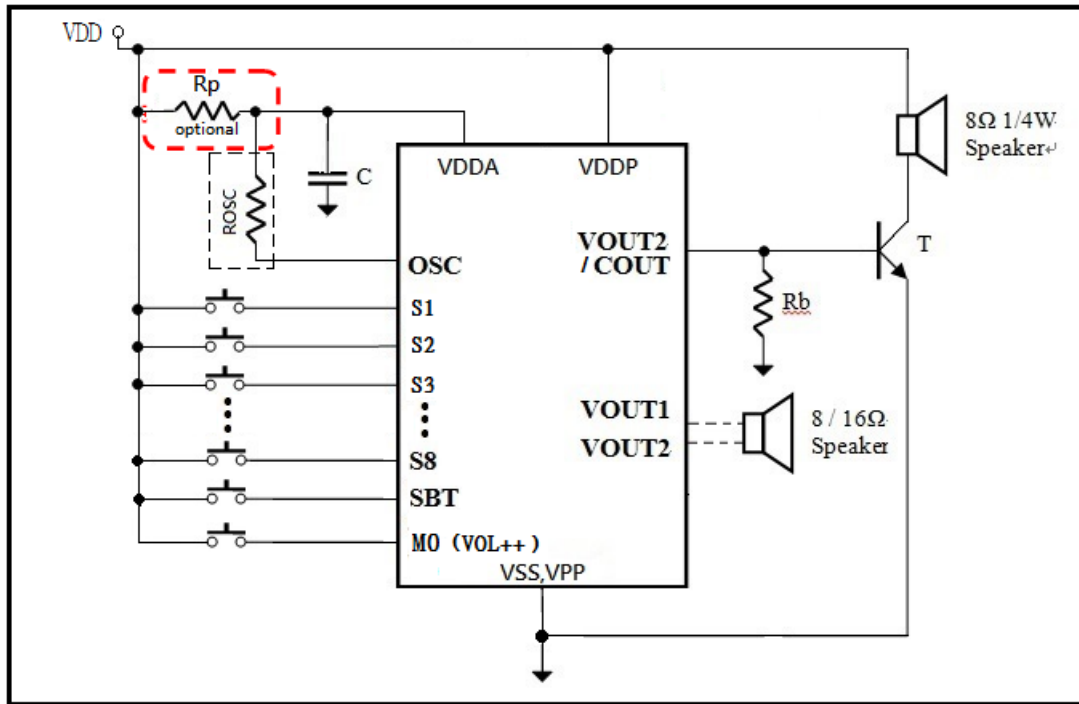 VDD
Rp
optional
ROSC
C
VDDA
VDDP
8Ω 1/4W
Speaker↵
T
OSC
VOUT2
/ COUT
Rb
S1
S2
S3
S8
SBT
M0 (VOL++)
VOUT1
VOUT2
8 / 16Ω
Speaker
VSS,VPP